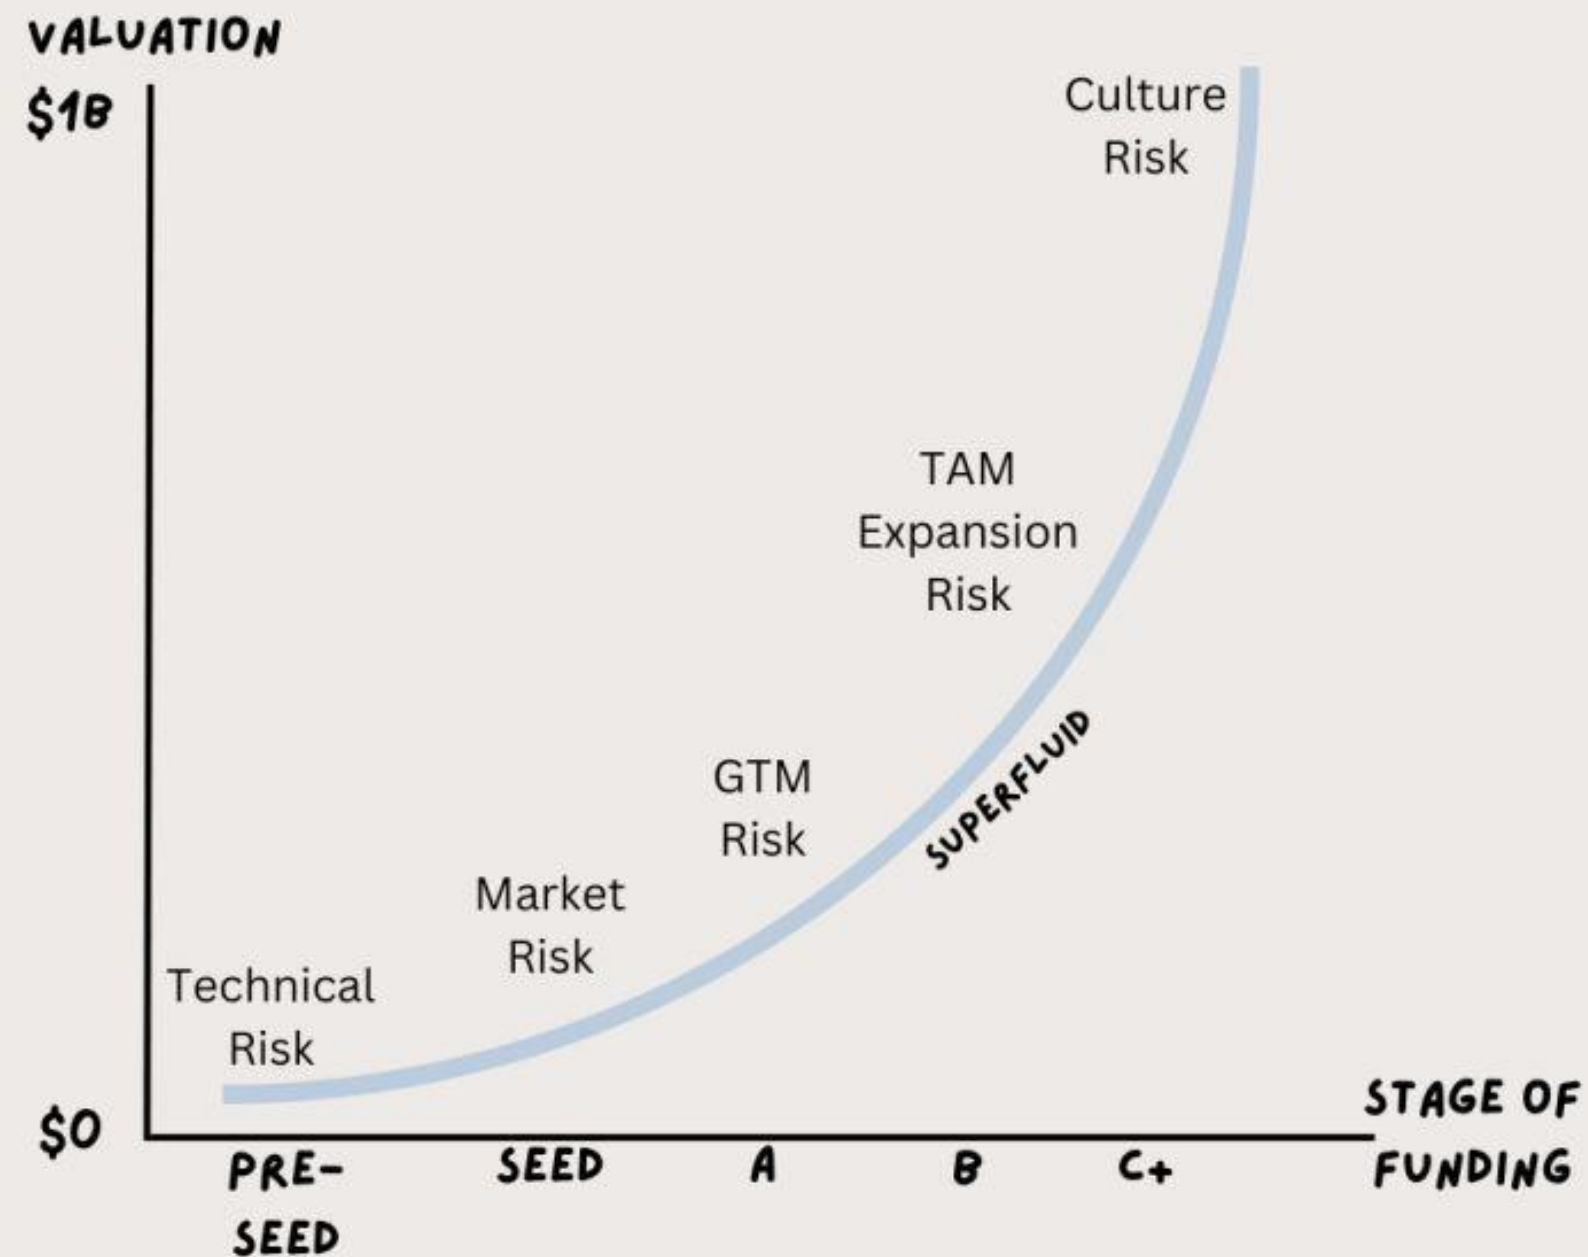 VALUATION
$1B
Culture
Risk
TAM
Expansion
Risk
SUPERFLUID
GTM
Risk
Market
Risk
Technical
Risk
$0
STAGE OF
FUNDING
PRE-
SEED
SEED
A
B
C+